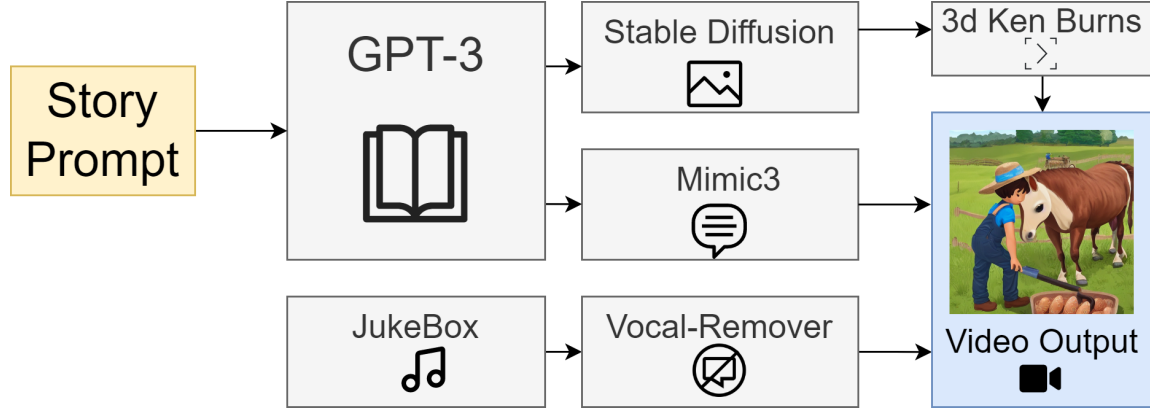 Story
Prompt
GPT-3
Stable Diffusion
3d Ken Burns
Mimic3
JukeBox
Vocal-Remover
Video Output